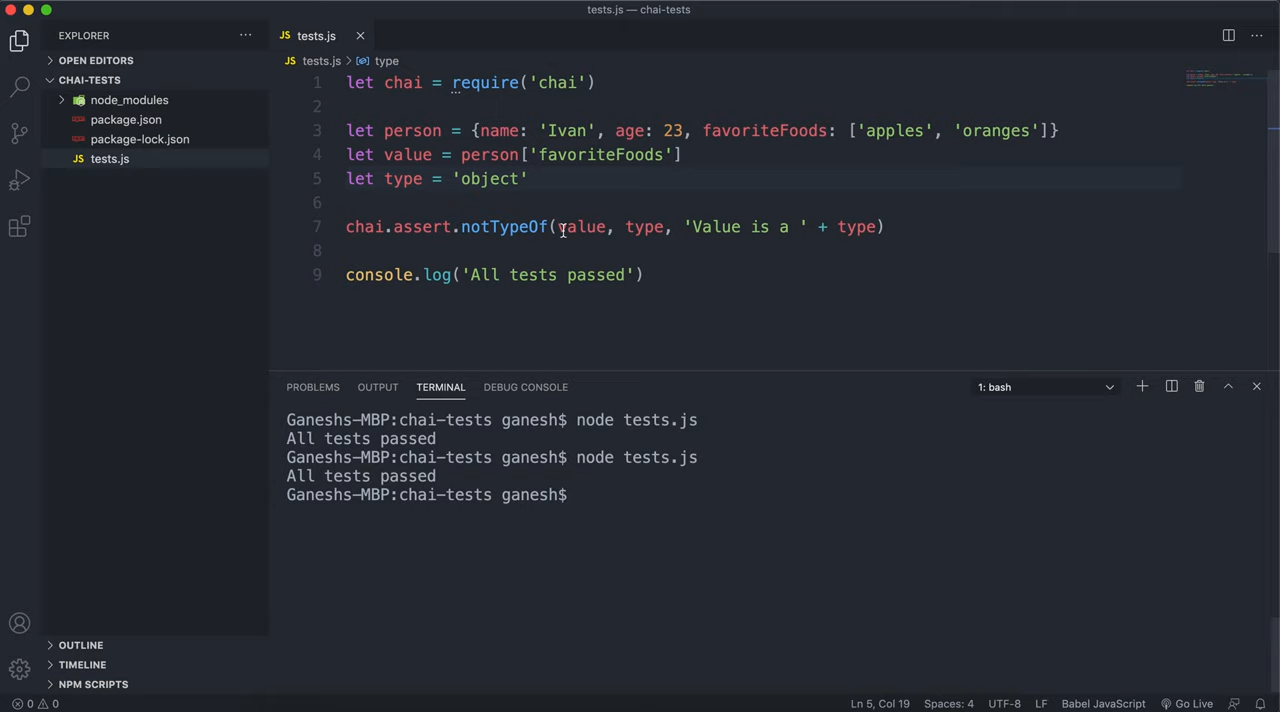 tests.js — chai-tests
EXPLORER
OPEN EDITORS
CHAI-TESTS
node_modules
package.json
package-lock.json
JS tests.js
JS tests.js
JS tests.js > type
1 let chai = require('chai')
2
3 let person = {name: 'Ivan', age: 23, favoriteFoods: ['apples', 'oranges']}
4 let value = person['favoriteFoods']
5 let type = 'object'
6
7 chai.assert.notTypeOf(value, type, 'Value is a ' + type)
8
9 console.log('All tests passed')
PROBLEMS OUTPUT TERMINAL DEBUG CONSOLE 1: bash
Ganeshs-MBP:chai-tests ganesh$ node tests.js
All tests passed
Ganeshs-MBP:chai-tests ganesh$ node tests.js
All tests passed
Ganeshs-MBP:chai-tests ganesh$
OUTLINE
TIMELINE
NPM SCRIPTS
0 0 Ln 5, Col 19 Spaces: 4 UTF-8 LF Babel JavaScript Go Live